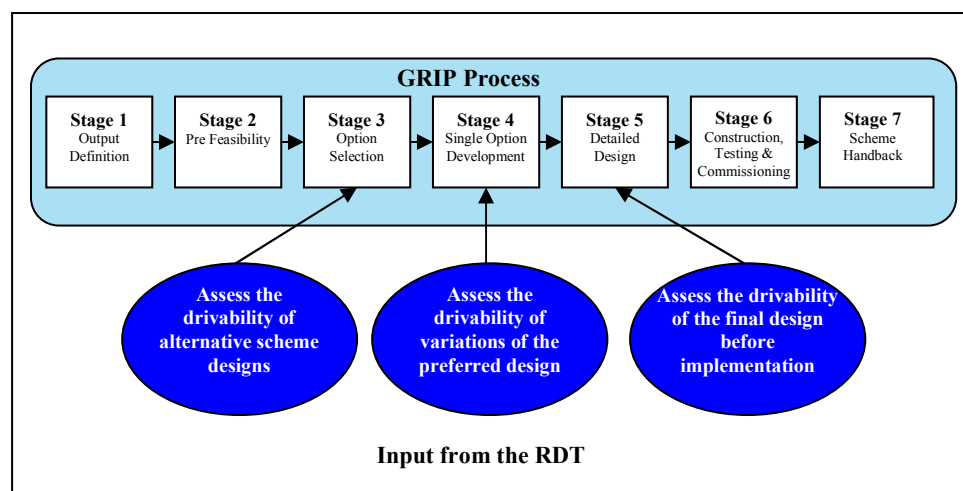 GRIP Process
Stage 1
Output
Definition
Stage 2
Pre Feasibility
Stage 3
Option
Selection
Stage 4
Single Option
Development
Stage 5
Detailed
Design
Stage 6
Construction,
Testing &
Commissioning
Stage 7
Scheme
Handback
Assess the
drivability of
alternative scheme
designs
Assess the
drivability of
variations of the
preferred design
Assess the drivability
of the final design
before
implementation
Input from the RDT